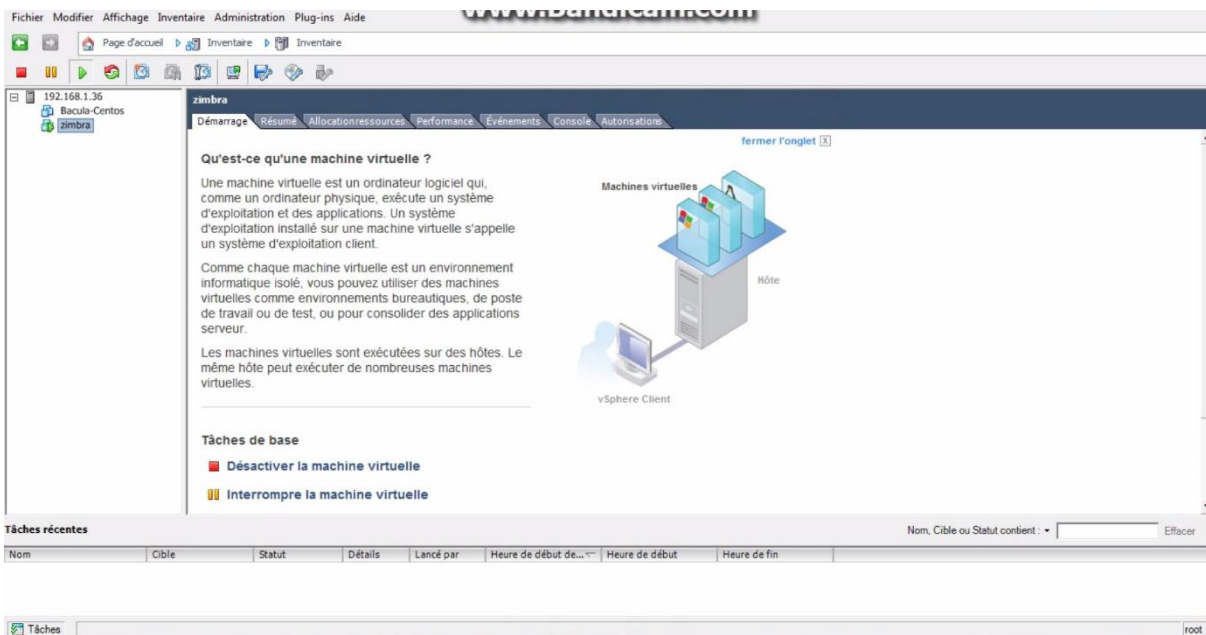 www.Bandicam.com
Fichier Modifier Affichage Inventaire Administration Plug-ins Aide
Page d'accueil Inventaire Inventaire
192.168.1.36
Bacula-Centos
zimbra
zimbra
Démarrage Résumé Allocationressources Performance Événements Console Autorisations
fermer l'onglet X
Qu'est-ce qu'une machine virtuelle ?
Une machine virtuelle est un ordinateur logiciel qui,
comme un ordinateur physique, exécute un système
d'exploitation et des applications. Un système
d'exploitation installé sur une machine virtuelle s'appelle
un système d'exploitation client.
Comme chaque machine virtuelle est un environnement
informatique isolé, vous pouvez utiliser des machines
virtuelles comme environnements bureautiques, de poste
de travail ou de test, ou pour consolider des applications
serveur.
Les machines virtuelles sont exécutées sur des hôtes. Le
même hôte peut exécuter de nombreuses machines
virtuelles.
Machines virtuelles
Hôte
vSphere Client
Tâches de base
Désactiver la machine virtuelle
Interrompre la machine virtuelle
Tâches récentes
Nom, Cible ou Statut contient : Effacer
Nom Cible Statut Détails Lancé par Heure de début de... Heure de début Heure de fin
Tâches
root